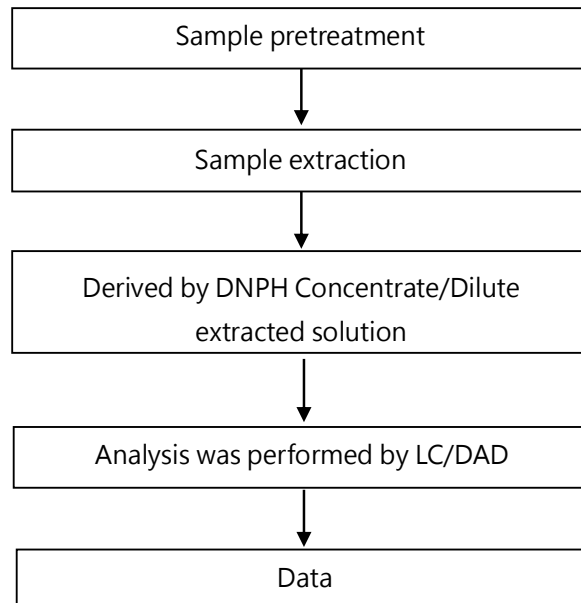 Sample pretreatment
Sample extraction
Derived by DNPH Concentrate/Dilute
extracted solution
Analysis was performed by LC/DAD
Data